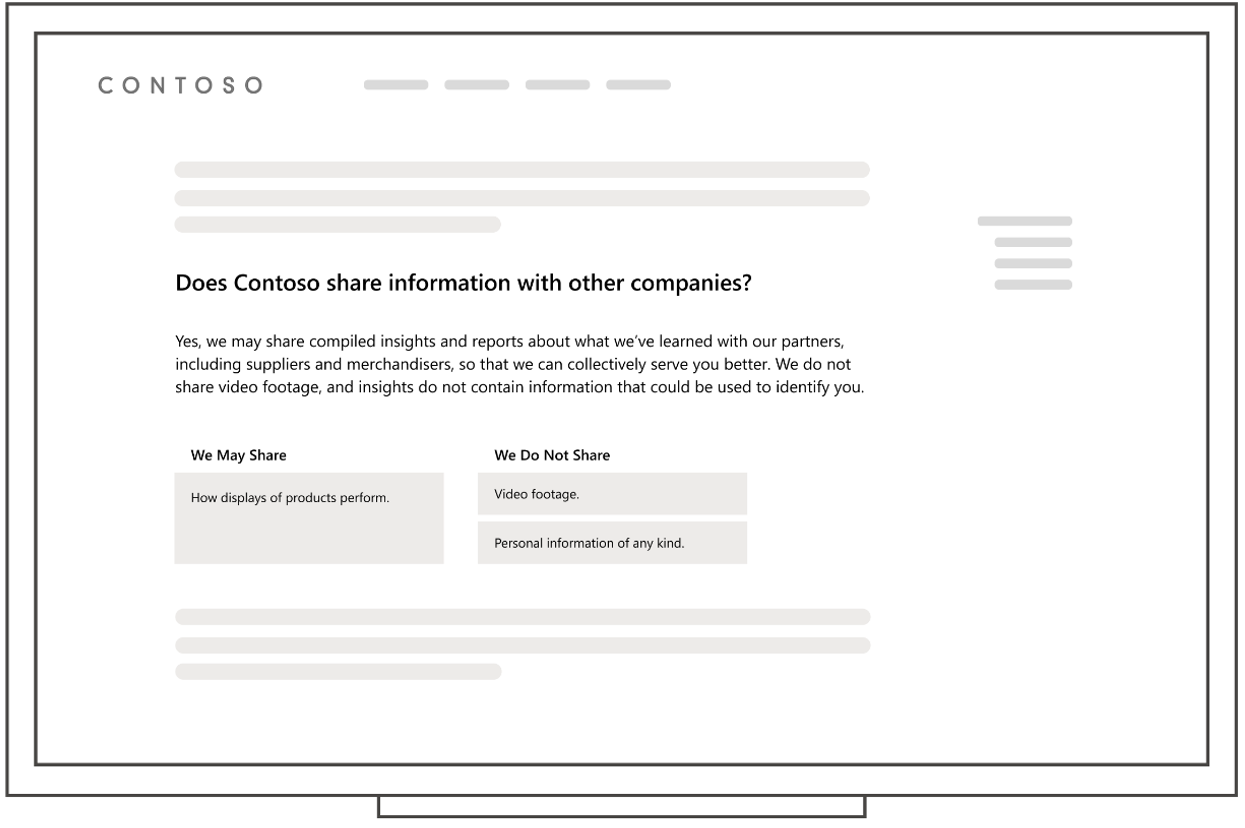 CONTOSO
Does Contoso share information with other companies?
Yes, we may share compiled insights and reports about what we’ve learned with our partners,
including suppliers and merchandisers, so that we can collectively serve you better. We do not
share video footage, and insights do not contain information that could be used to identify you.
We May Share
How displays of products perform.
We Do Not Share
Video footage.
Personal information of any kind.